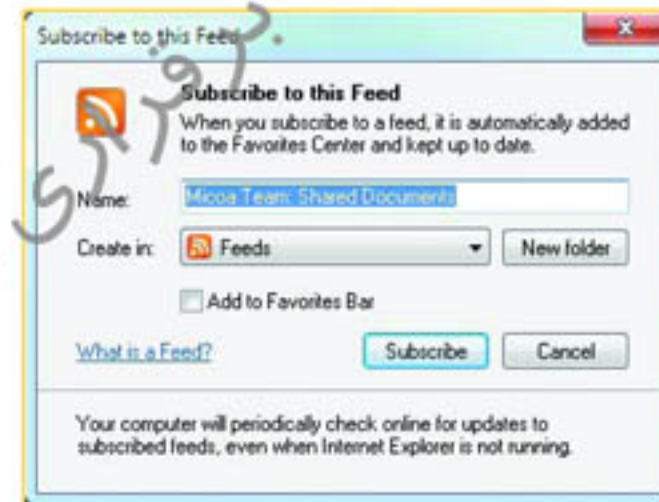 Subscribe to this Feed
Subscribe to this Feed
When you subscribe to a feed, it is automatically added
to the Favorites Center and kept up to date.
Name:
Micoa Team: Shared Documents
Create in:
Feeds
New folder
Add to Favorites Bar
What is a Feed?
Subscribe
Cancel
Your computer will periodically check online for updates to
subscribed feeds, even when Internet Explorer is not running.